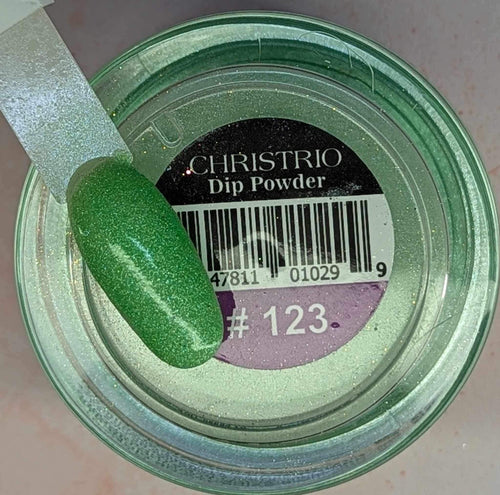 CHRISTRIO
Dip Powder
47811 01029 9
# 123